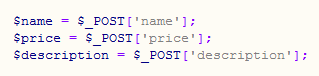 $name = $_POST['name'];
$price = $_POST['price'];
$description = $_POST['description'];